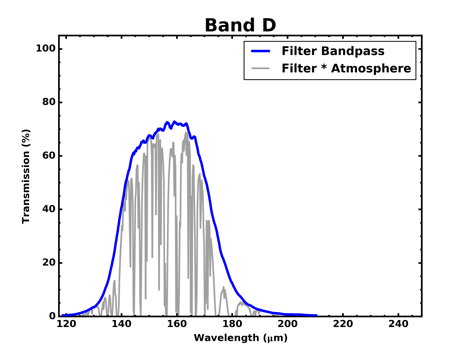 Band D
Filter Bandpass
Filter * Atmosphere
Transmission (%)
100
80
60
40
20
0
120 140 160 180 200 220 240
Wavelength (μm)